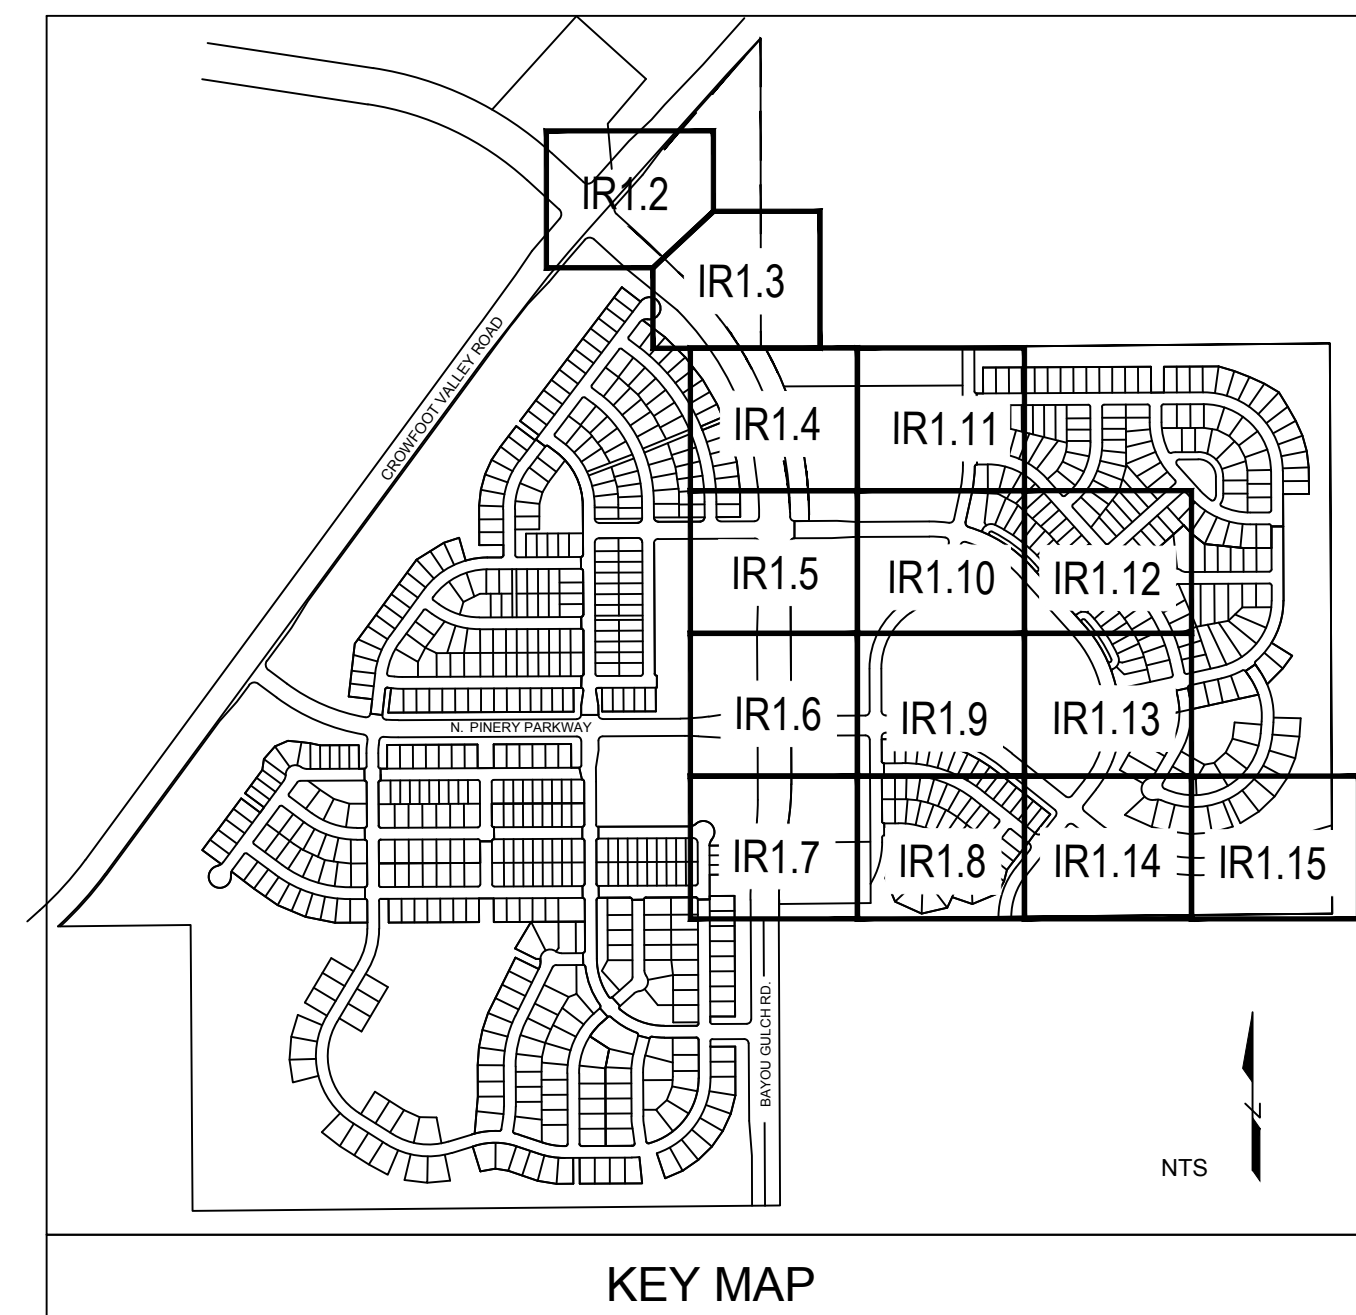 IR1.2
IR1.3
CROWFOOT VALLEY ROAD
IR1.4
IR1.11
IR1.5
IR1.10
IR1.12
IR1.6
IR1.9
IR1.13
N. PINERY PARKWAY
IR1.7
IR1.8
IR1.14
IR1.15
BAYOU GULCH RD.
N
NTS
KEY MAP